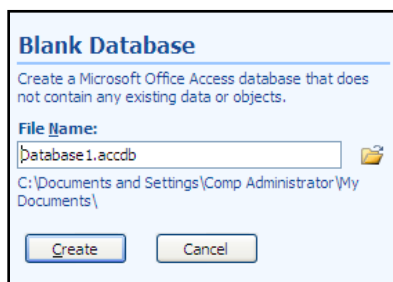 Blank Database
Create a Microsoft Office Access database that does
not contain any existing data or objects.
File Name:
Database1.accdb
C:\Documents and Settings\Comp Administrator\My
Documents\
Create Cancel